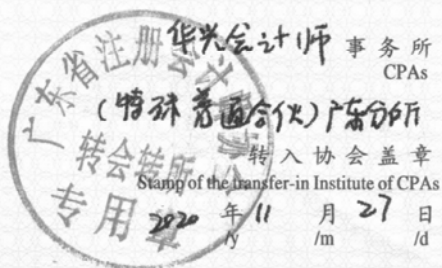 华兴会计师 事务所
CPAs
(特殊普通合伙)广东分所
转入协会盖章
Stamp of the transfer-in Institute of CPAs
2020 年 11 月 27 日
/y /m /d
广东省注册会计师协会
转会转所
专用章